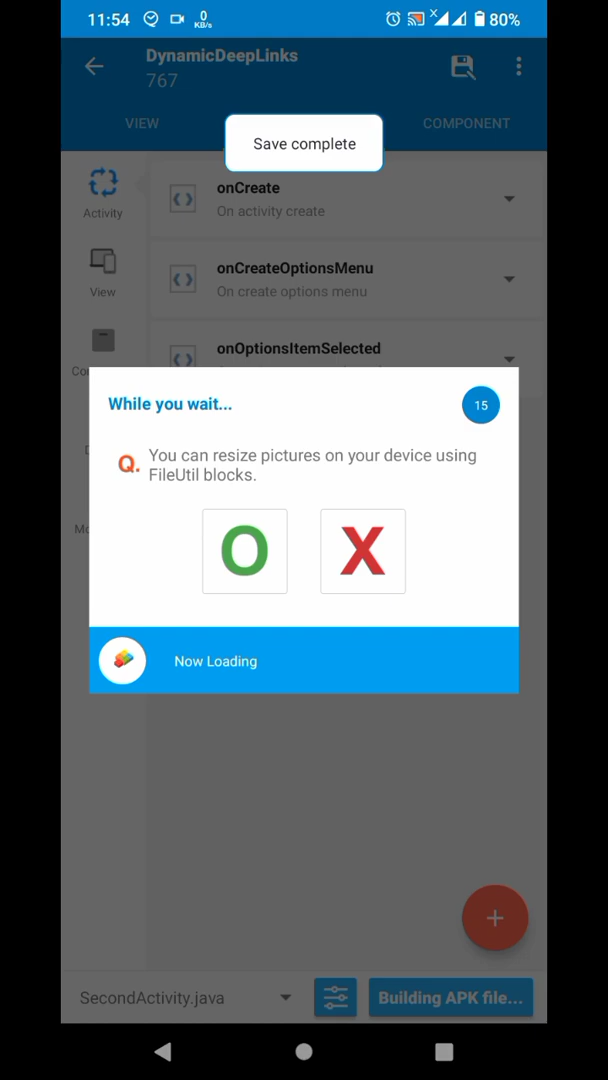 11:54
0
KB/s
80%
DynamicDeepLinks
767
VIEW
COMPONENT
Save complete
Activity
onCreate
On activity create
View
onCreateOptionsMenu
On create options menu
onOptionsItemSelected
While you wait...
15
Q. You can resize pictures on your device using
FileUtil blocks.
O X
Now Loading
SecondActivity.java
Building APK file...